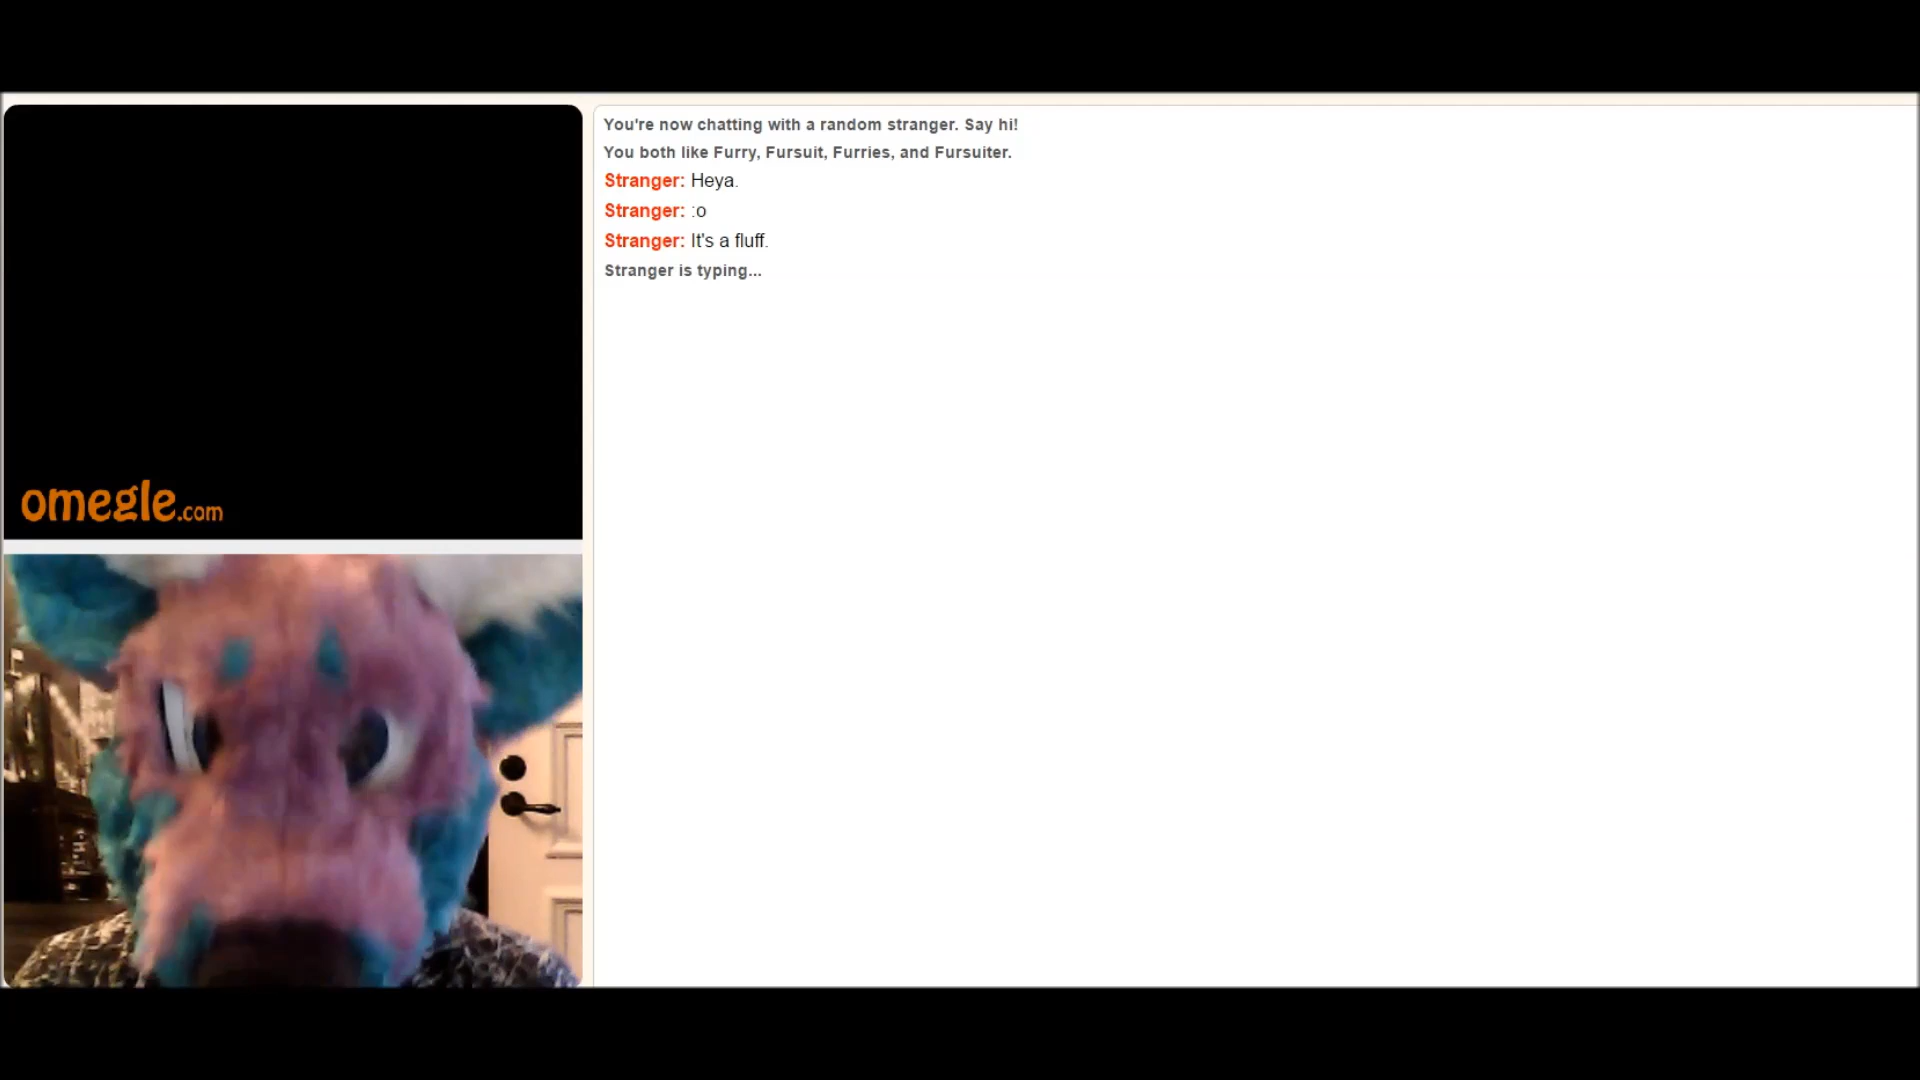 You're now chatting with a random stranger. Say hi!
You both like Furry, Fursuit, Furries, and Fursuiter.
Stranger: Heya.
Stranger: :o
Stranger: It's a fluff.
Stranger is typing...
omegle.com